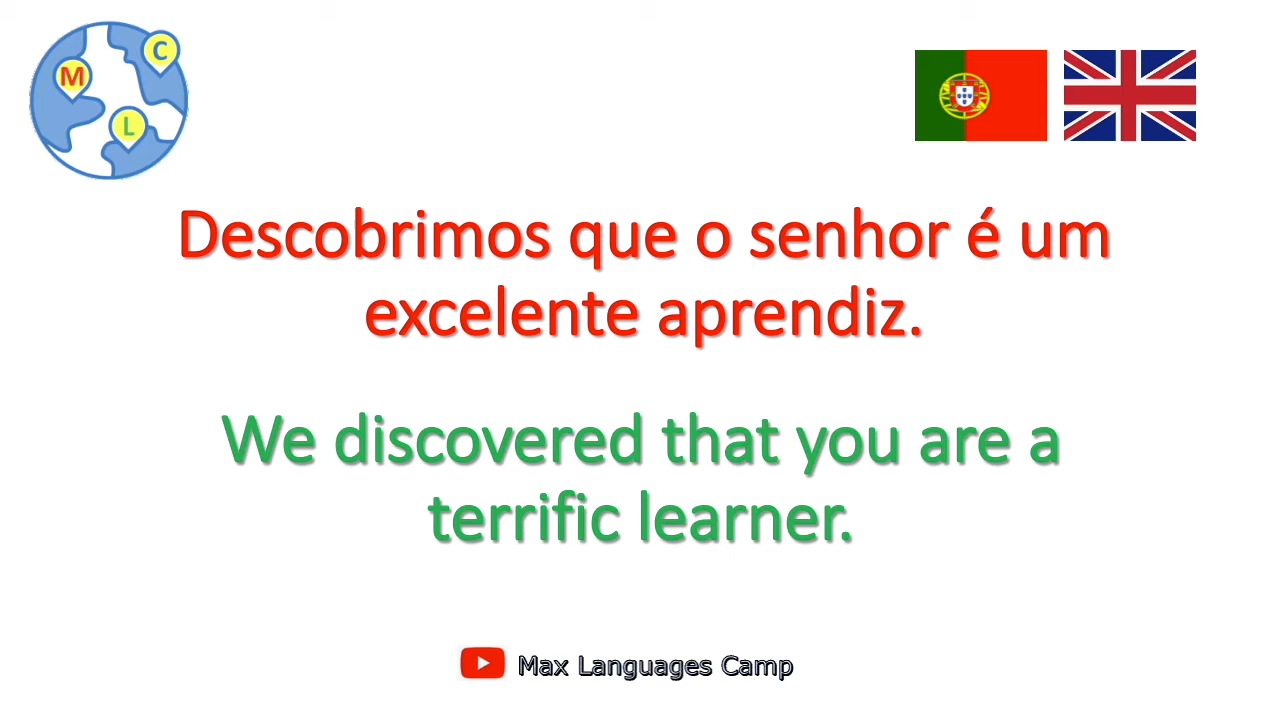 M
C
L
Descobrimos que o senhor é um
excelente aprendiz.
We discovered that you are a
terrific learner.
Max Languages Camp